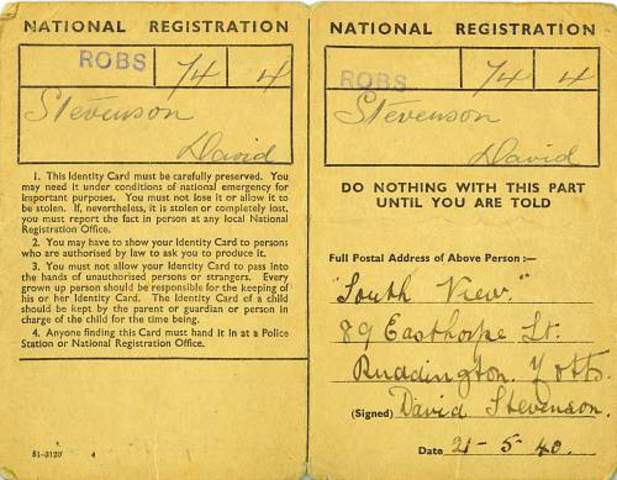 NATIONAL REGISTRATION
ROBS 74 4
Stevenson
David
1. This Identity Card must be carefully preserved. You
may need it under conditions of national emergency for
important purposes. You must not lose it or allow it to
be stolen. If, nevertheless, it is stolen or completely lost,
you must report the fact in person at any local National
Registration Office.
2. You may have to show your Identity Card to persons
who are authorised by law to ask you to produce it.
3. You must not allow your Identity Card to pass into
the hands of unauthorised persons or strangers. Every
grown up person should be responsible for the keeping of
his or her Identity Card. The Identity Card of a child
should be kept by the parent or guardian or person in
charge of the child for the time being.
4. Anyone finding this Card must hand it in at a Police
Station or National Registration Office.
51-3120 4
NATIONAL REGISTRATION
ROBS 74 4
Stevenson
David
DO NOTHING WITH THIS PART
UNTIL YOU ARE TOLD
Full Postal Address of Above Person :—
"South View."
89 Easthorpe St.
Ruddington. Notts.
(Signed) David Stevenson.
Date 21-5-40.